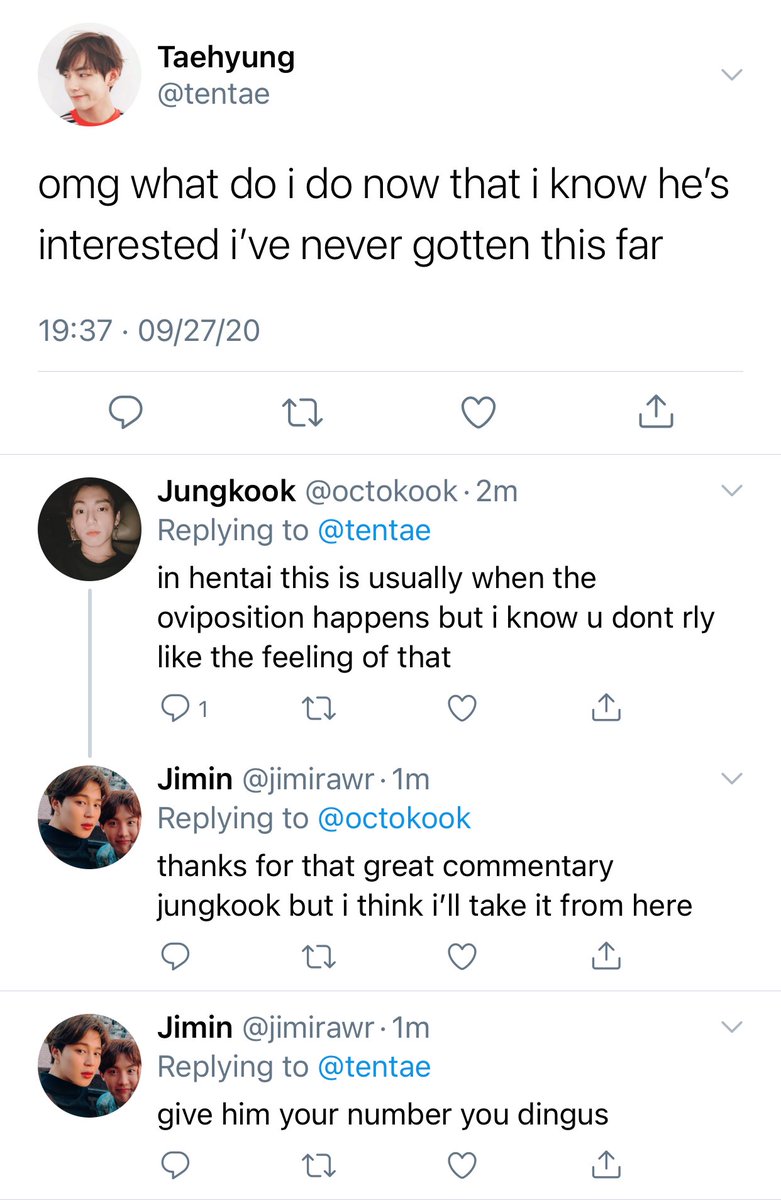 Taehyung
@tentae
omg what do i do now that i know he's
interested i've never gotten this far
19:37 · 09/27/20
Jungkook @octokook · 2m
Replying to @tentae
in hentai this is usually when the
oviposition happens but i know u dont rly
like the feeling of that
1
Jimin @jimirawr · 1m
Replying to @octokook
thanks for that great commentary
jungkook but i think i'll take it from here
Jimin @jimirawr · 1m
Replying to @tentae
give him your number you dingus